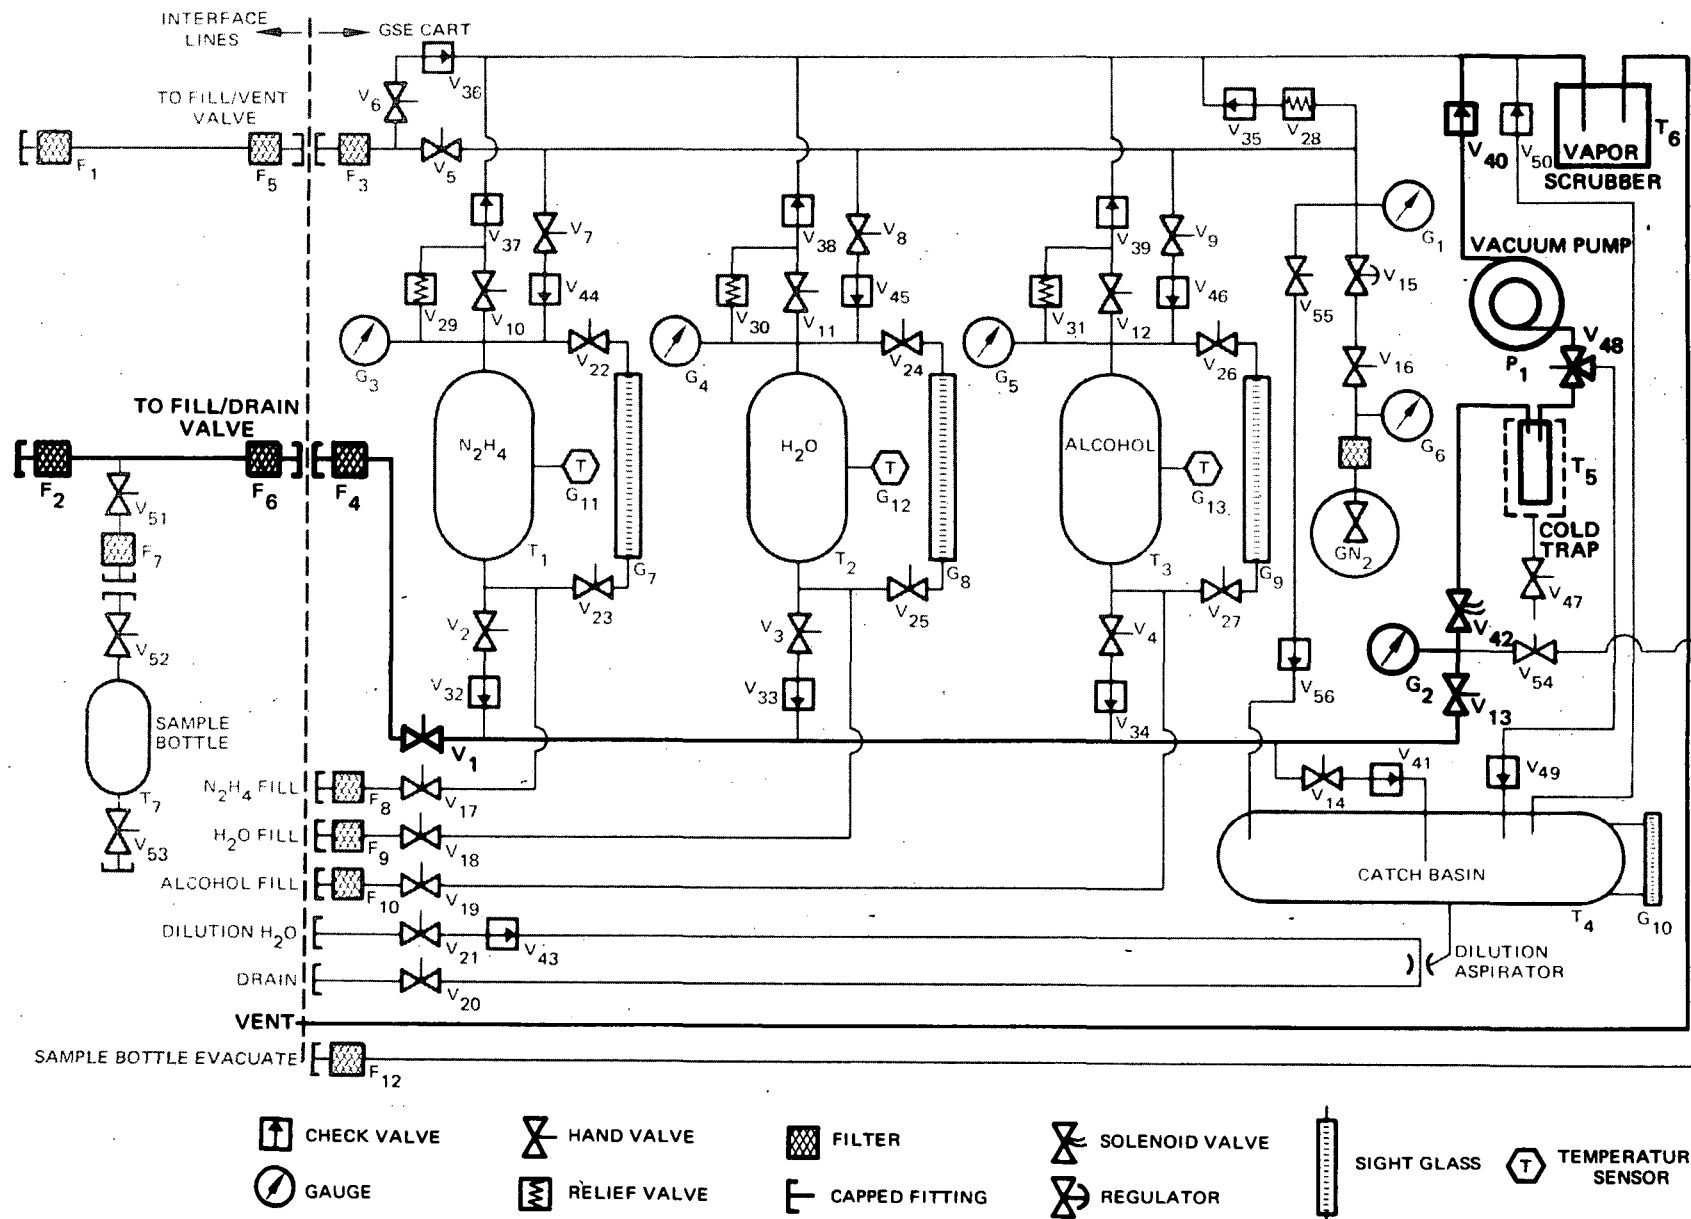 INTERFACE
LINES
GSE CART
TO FILL/VENT
VALVE
F1
F5
F3
V6
V36
V5
V35
V28
V40
V50
T6
VAPOR
SCRUBBER
V37
V7
V38
V8
V39
V9
G1
VACUUM PUMP
V29
V10
V44
V30
V11
V45
V31
V12
V46
V55
V15
V48
P1
G3
V22
G4
V24
G5
V26
V16
G6
TO FILL/DRAIN
VALVE
F2
F6
F4
N2H4
T
G11
H2O
T
G12
ALCOHOL
T
G13
T5
COLD
TRAP
GN2
V51
F7
T1
G7
T2
G8
T3
G9
V23
V25
V27
V47
V52
V2
V3
V4
V42
V54
G2
V13
V32
V33
V34
V56
SAMPLE
BOTTLE
T7
V53
V1
V14
V41
V49
N2H4 FILL
F8
V17
H2O FILL
F9
V18
ALCOHOL FILL
F10
V19
CATCH BASIN
T4
G10
DILUTION H2O
V21
V43
DILUTION
ASPIRATOR
DRAIN
V20
VENT
SAMPLE BOTTLE EVACUATE
F12
CHECK VALVE
HAND VALVE
FILTER
SOLENOID VALVE
SIGHT GLASS
T
TEMPERATUR
SENSOR
GAUGE
RELIEF VALVE
CAPPED FITTING
REGULATOR